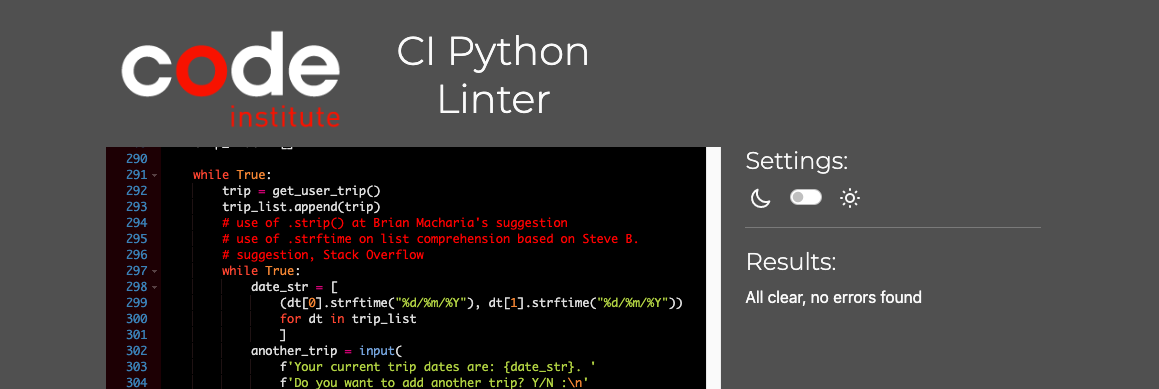 code
institute
CI Python
Linter
290
291 while True:
292 trip = get_user_trip()
293 trip_list.append(trip)
294 # use of .strip() at Brian Macharia's suggestion
295 # use of .strftime on list comprehension based on Steve B.
296 # suggestion, Stack Overflow
297 while True:
298 date_str = [
299 (dt[0].strftime("%d/%m/%Y"), dt[1].strftime("%d/%m/%Y"))
300 for dt in trip_list
301 ]
302 another_trip = input(
303 f'Your current trip dates are: {date_str}. '
304 f'Do you want to add another trip? Y/N :\n'
Settings:
Results:
All clear, no errors found